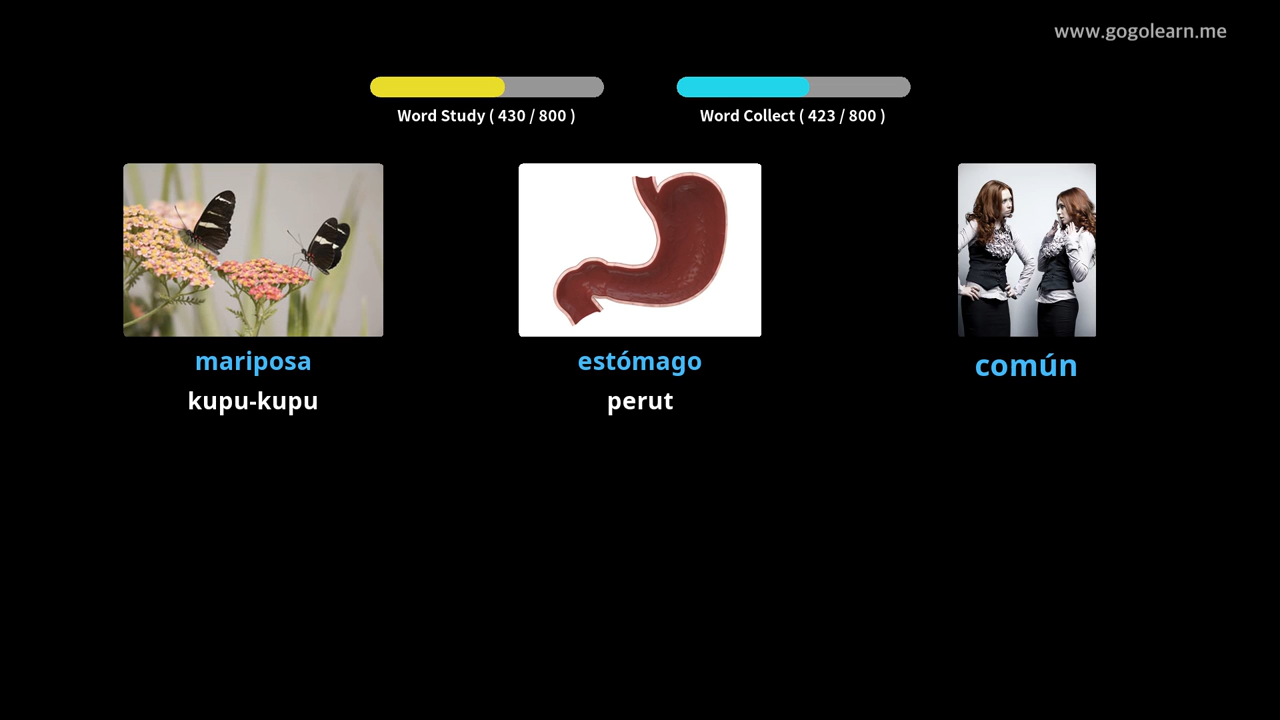 www.gogolearn.me
Word Study ( 430 / 800 )
Word Collect ( 423 / 800 )
mariposa
kupu-kupu
estómago
perut
común